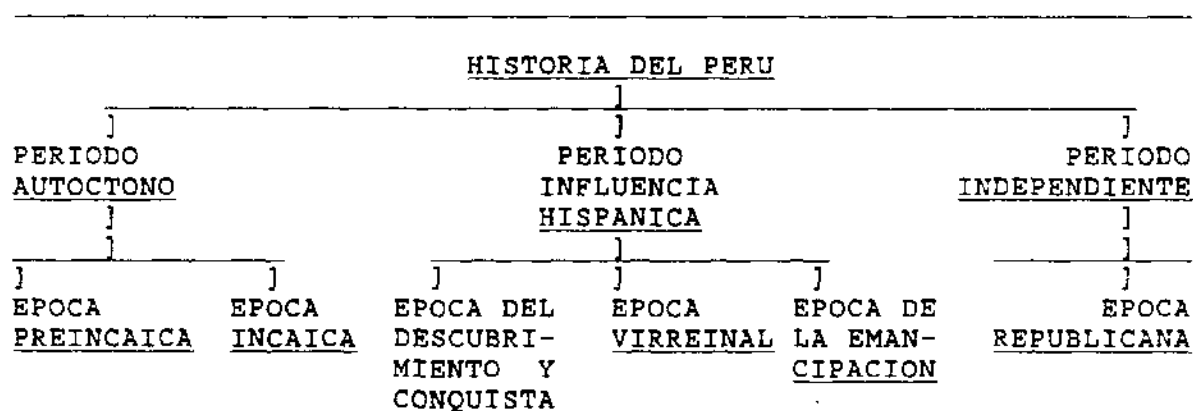 HISTORIA DEL PERU
PERIODO
AUTOCTONO
PERIODO
INFLUENCIA
HISPANICA
PERIODO
INDEPENDIENTE
EPOCA
PREINCAICA
EPOCA
INCAICA
EPOCA DEL
DESCUBRI-
MIENTO Y
CONQUISTA
EPOCA
VIRREINAL
EPOCA DE
LA EMAN-
CIPACION
EPOCA
REPUBLICANA